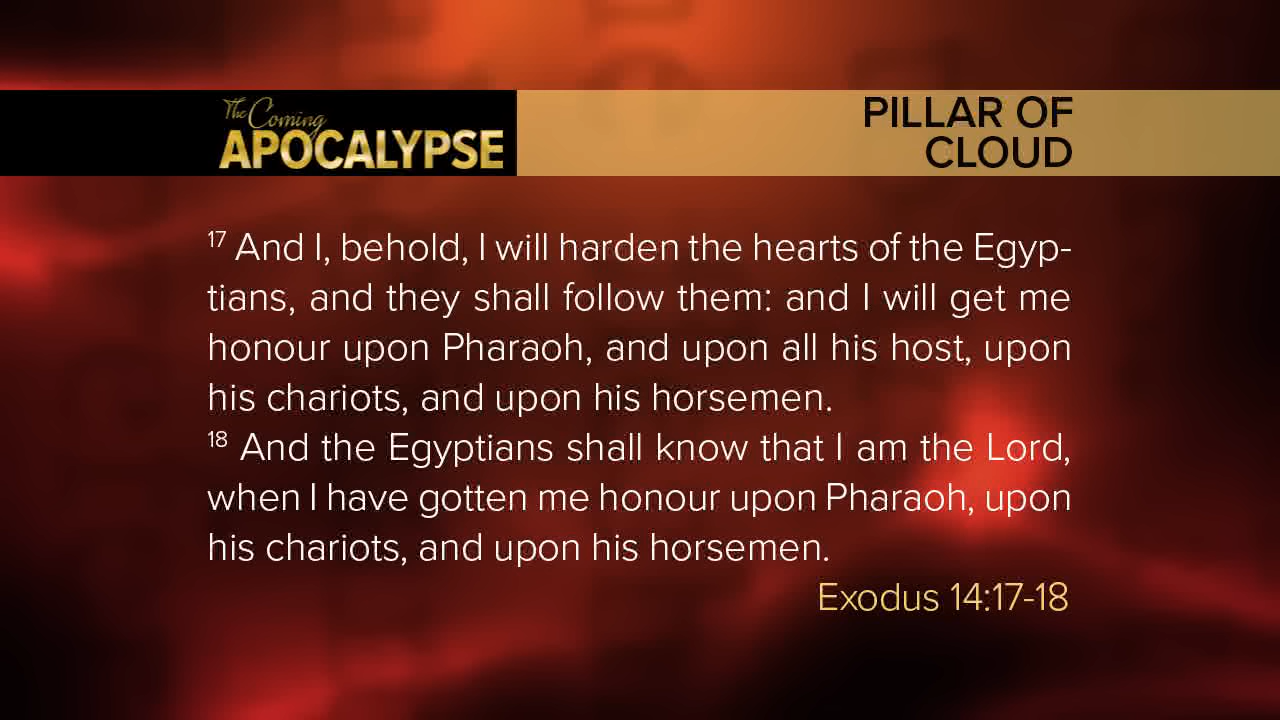 The Coming
APOCALYPSE
PILLAR OF
CLOUD
17 And I, behold, I will harden the hearts of the Egyp-
tians, and they shall follow them: and I will get me
honour upon Pharaoh, and upon all his host, upon
his chariots, and upon his horsemen.
18 And the Egyptians shall know that I am the Lord,
when I have gotten me honour upon Pharaoh, upon
his chariots, and upon his horsemen.
Exodus 14:17-18